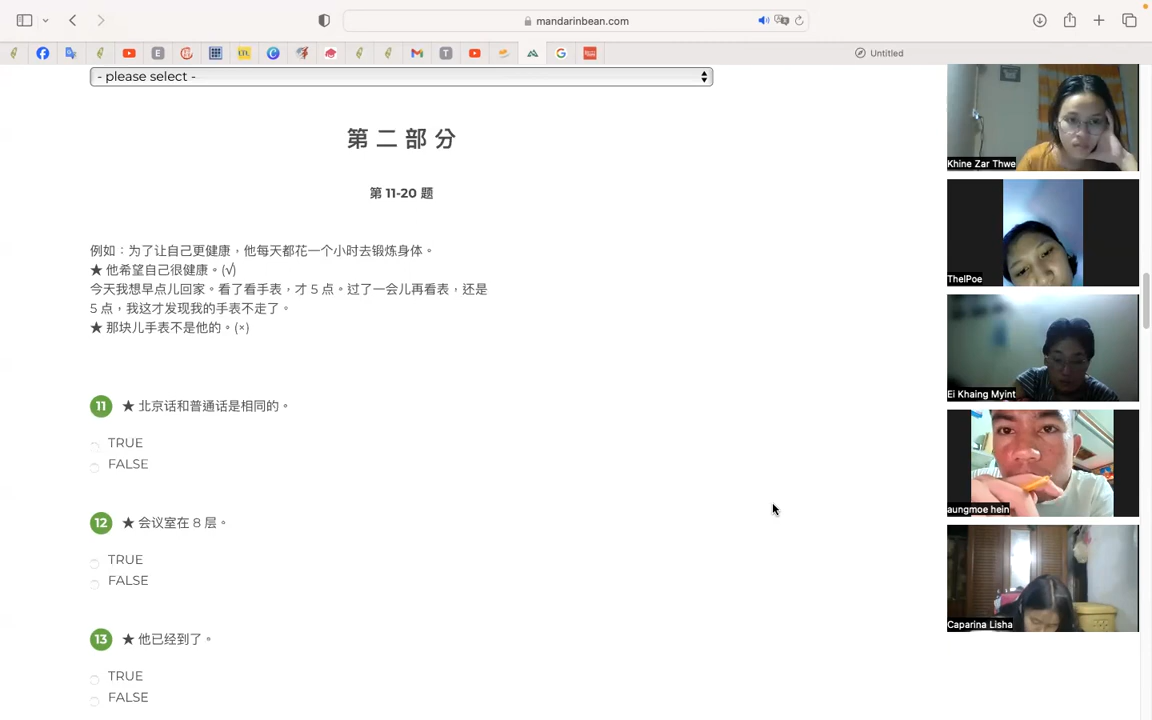 mandarinbean.com
Untitled
- please select -
第 二 部 分
第 11-20 题
例如：为了让自己更健康，他每天都花一个小时去锻炼身体。
★ 他希望自己很健康。(√)
今天我想早点儿回家。看了看手表，才 5 点。过了一会儿再看表，还是
5 点，我这才发现我的手表不走了。
★ 那块儿手表不是他的。(×)
11 ★ 北京话和普通话是相同的。
TRUE
FALSE
12 ★ 会议室在 8 层。
TRUE
FALSE
13 ★ 他已经到了。
TRUE
FALSE
Khine Zar Thwe
ThelPoe
Ei Khaing Myint
aungmoe hein
Caparina Lisha